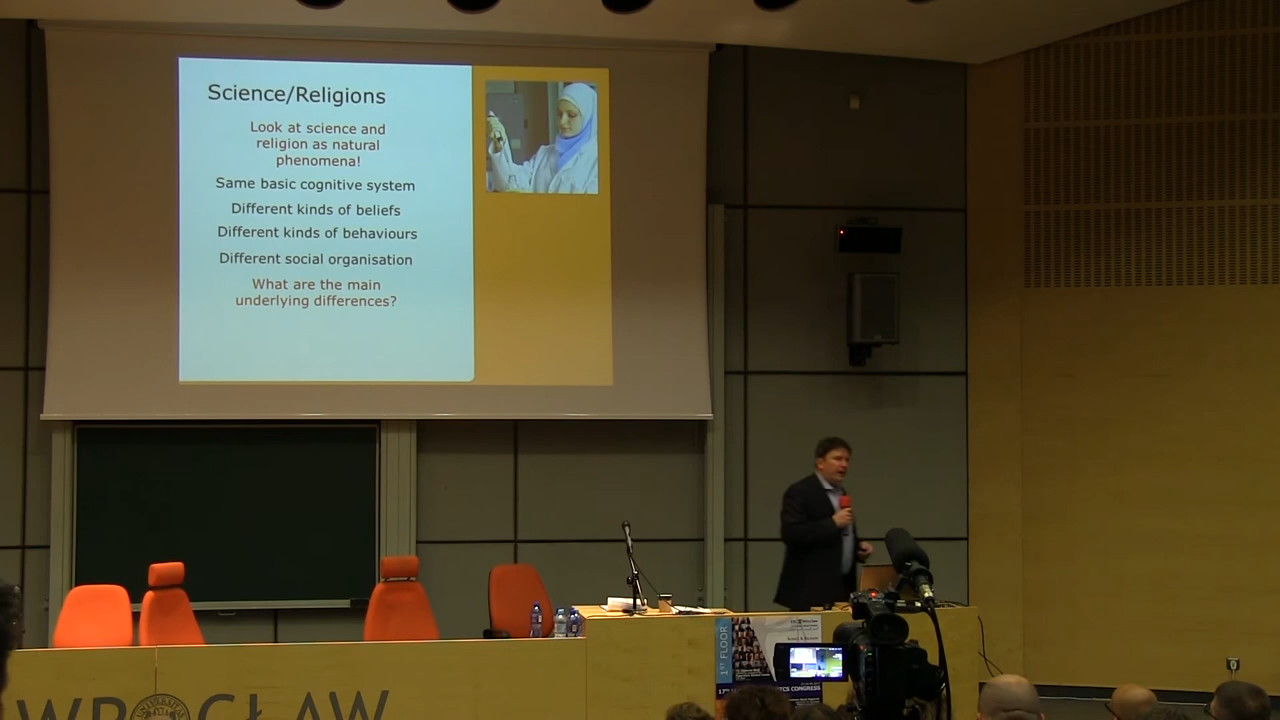 Science/Religions
Look at science and
religion as natural
phenomena!
Same basic cognitive system
Different kinds of beliefs
Different kinds of behaviours
Different social organisation
What are the main
underlying differences?
1ST FLOOR
CONGRESS
WROCŁAW